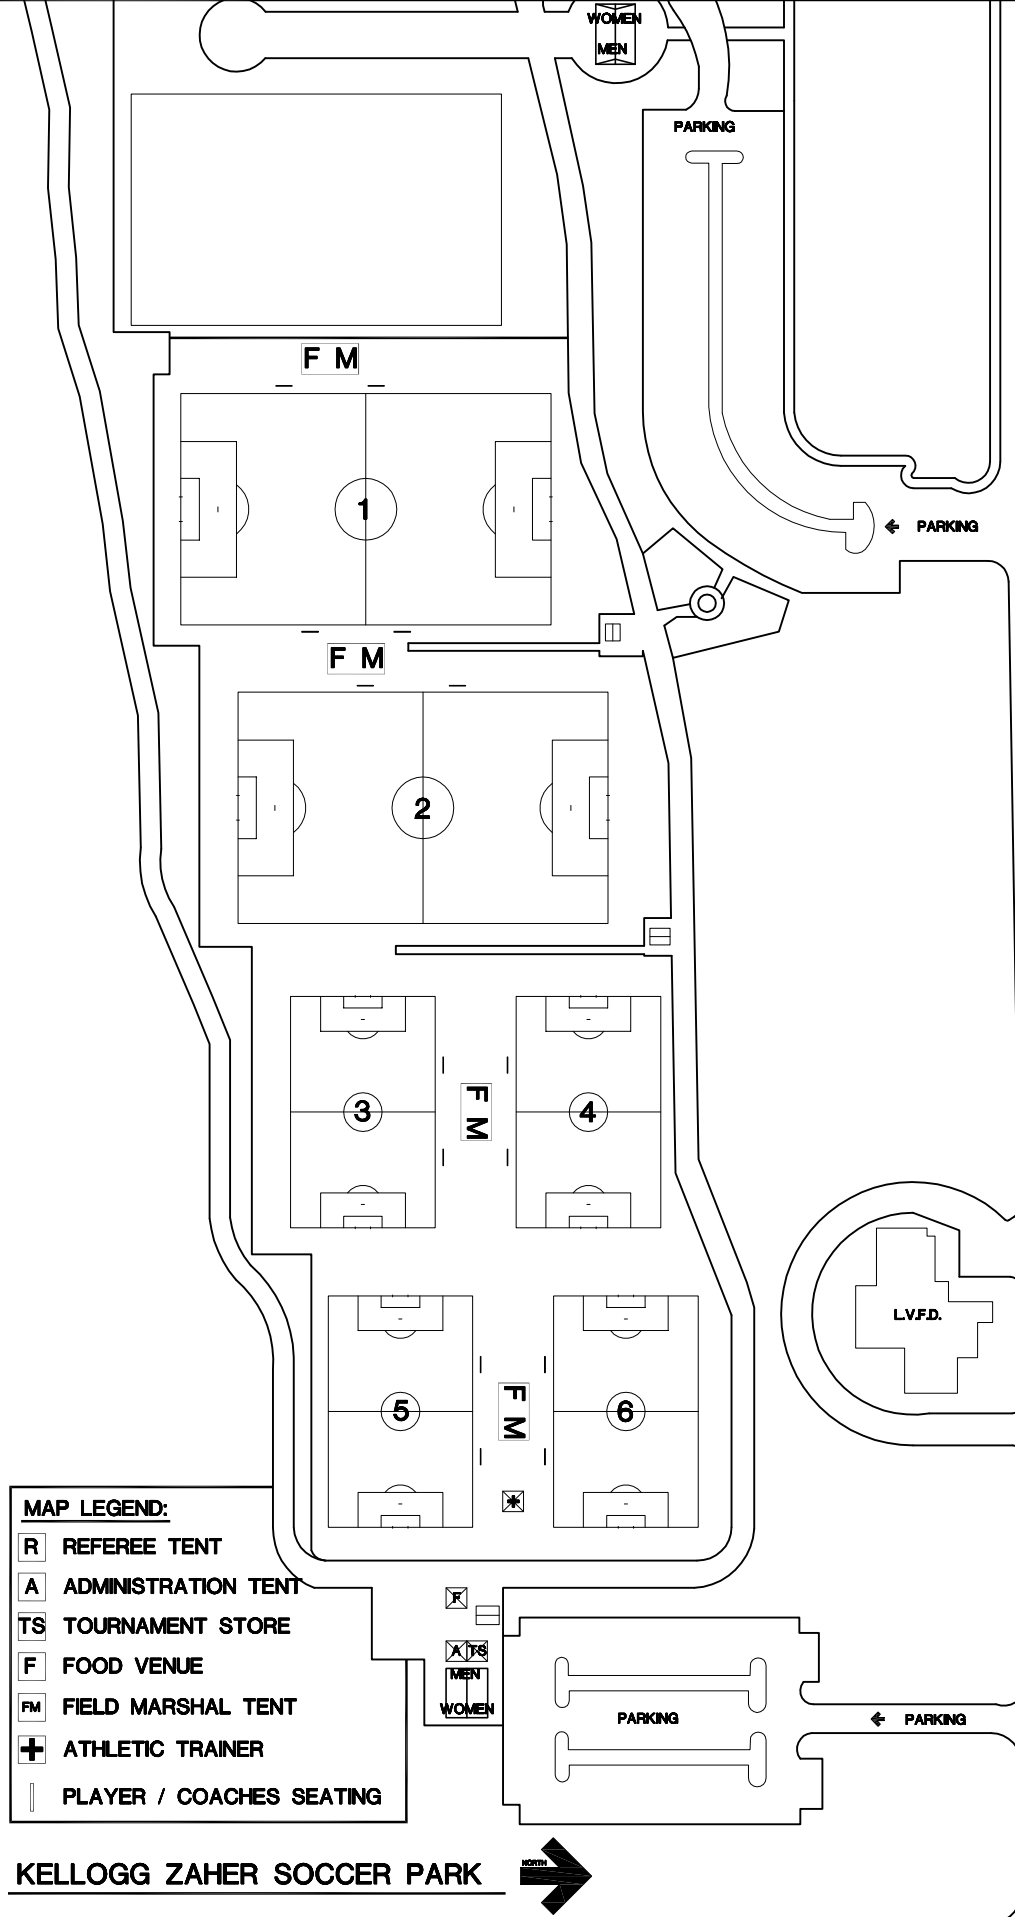 WOMEN
MEN
PARKING
F M
1
PARKING
F M
2
F M
3
4
L.V.F.D.
F M
5
6
MAP LEGEND:
R REFEREE TENT
A ADMINISTRATION TENT
TS TOURNAMENT STORE
F FOOD VENUE
FM FIELD MARSHAL TENT
ATHLETIC TRAINER
PLAYER / COACHES SEATING
F
A TS
MEN
WOMEN
PARKING
PARKING
KELLOGG ZAHER SOCCER PARK
NORTH